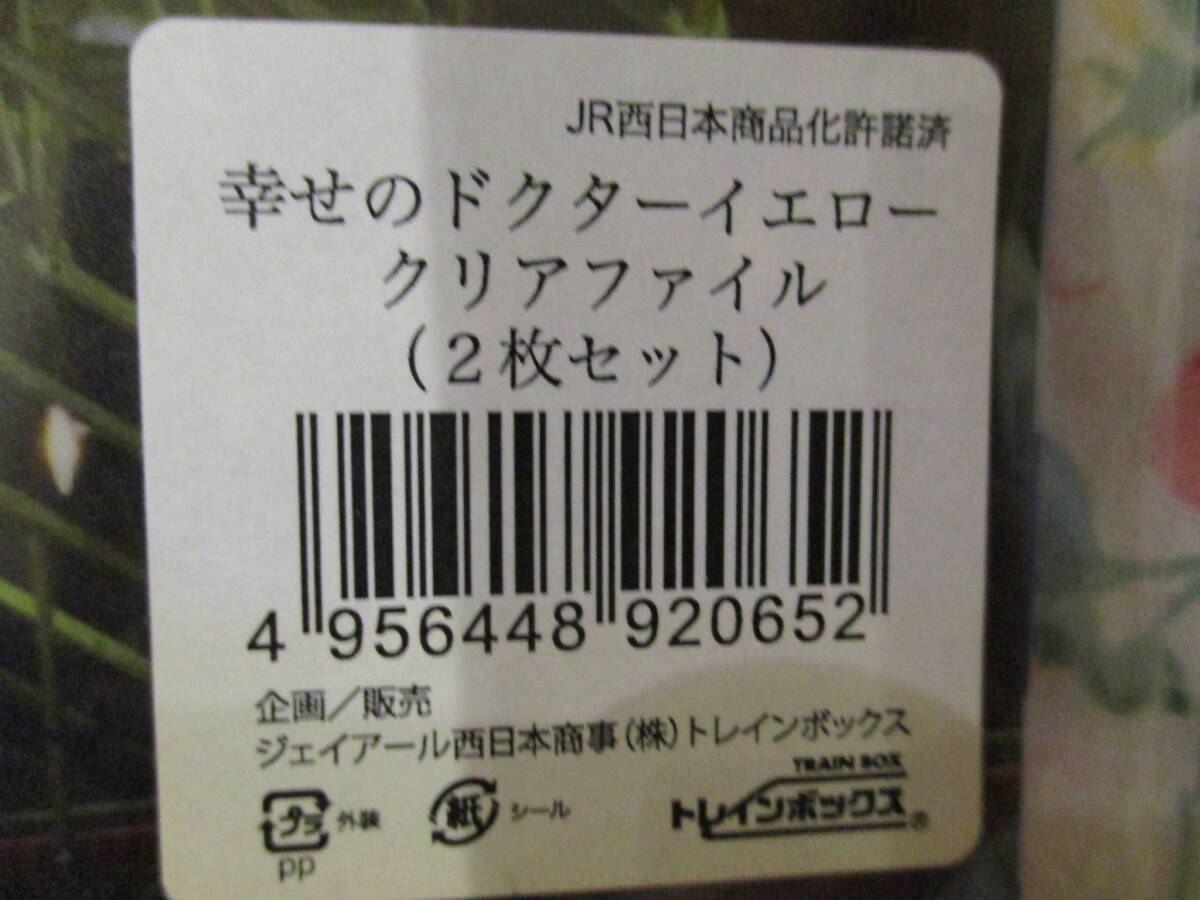 JR西日本商品化許諾済
幸せのドクターイエロー
クリアファイル
(2枚セット)
4 956448 920652
企画/販売
ジェイアール西日本商事(株)トレインボックス
プラ 外装
PP
紙 シール
TRAIN BOX
トレインボックス®